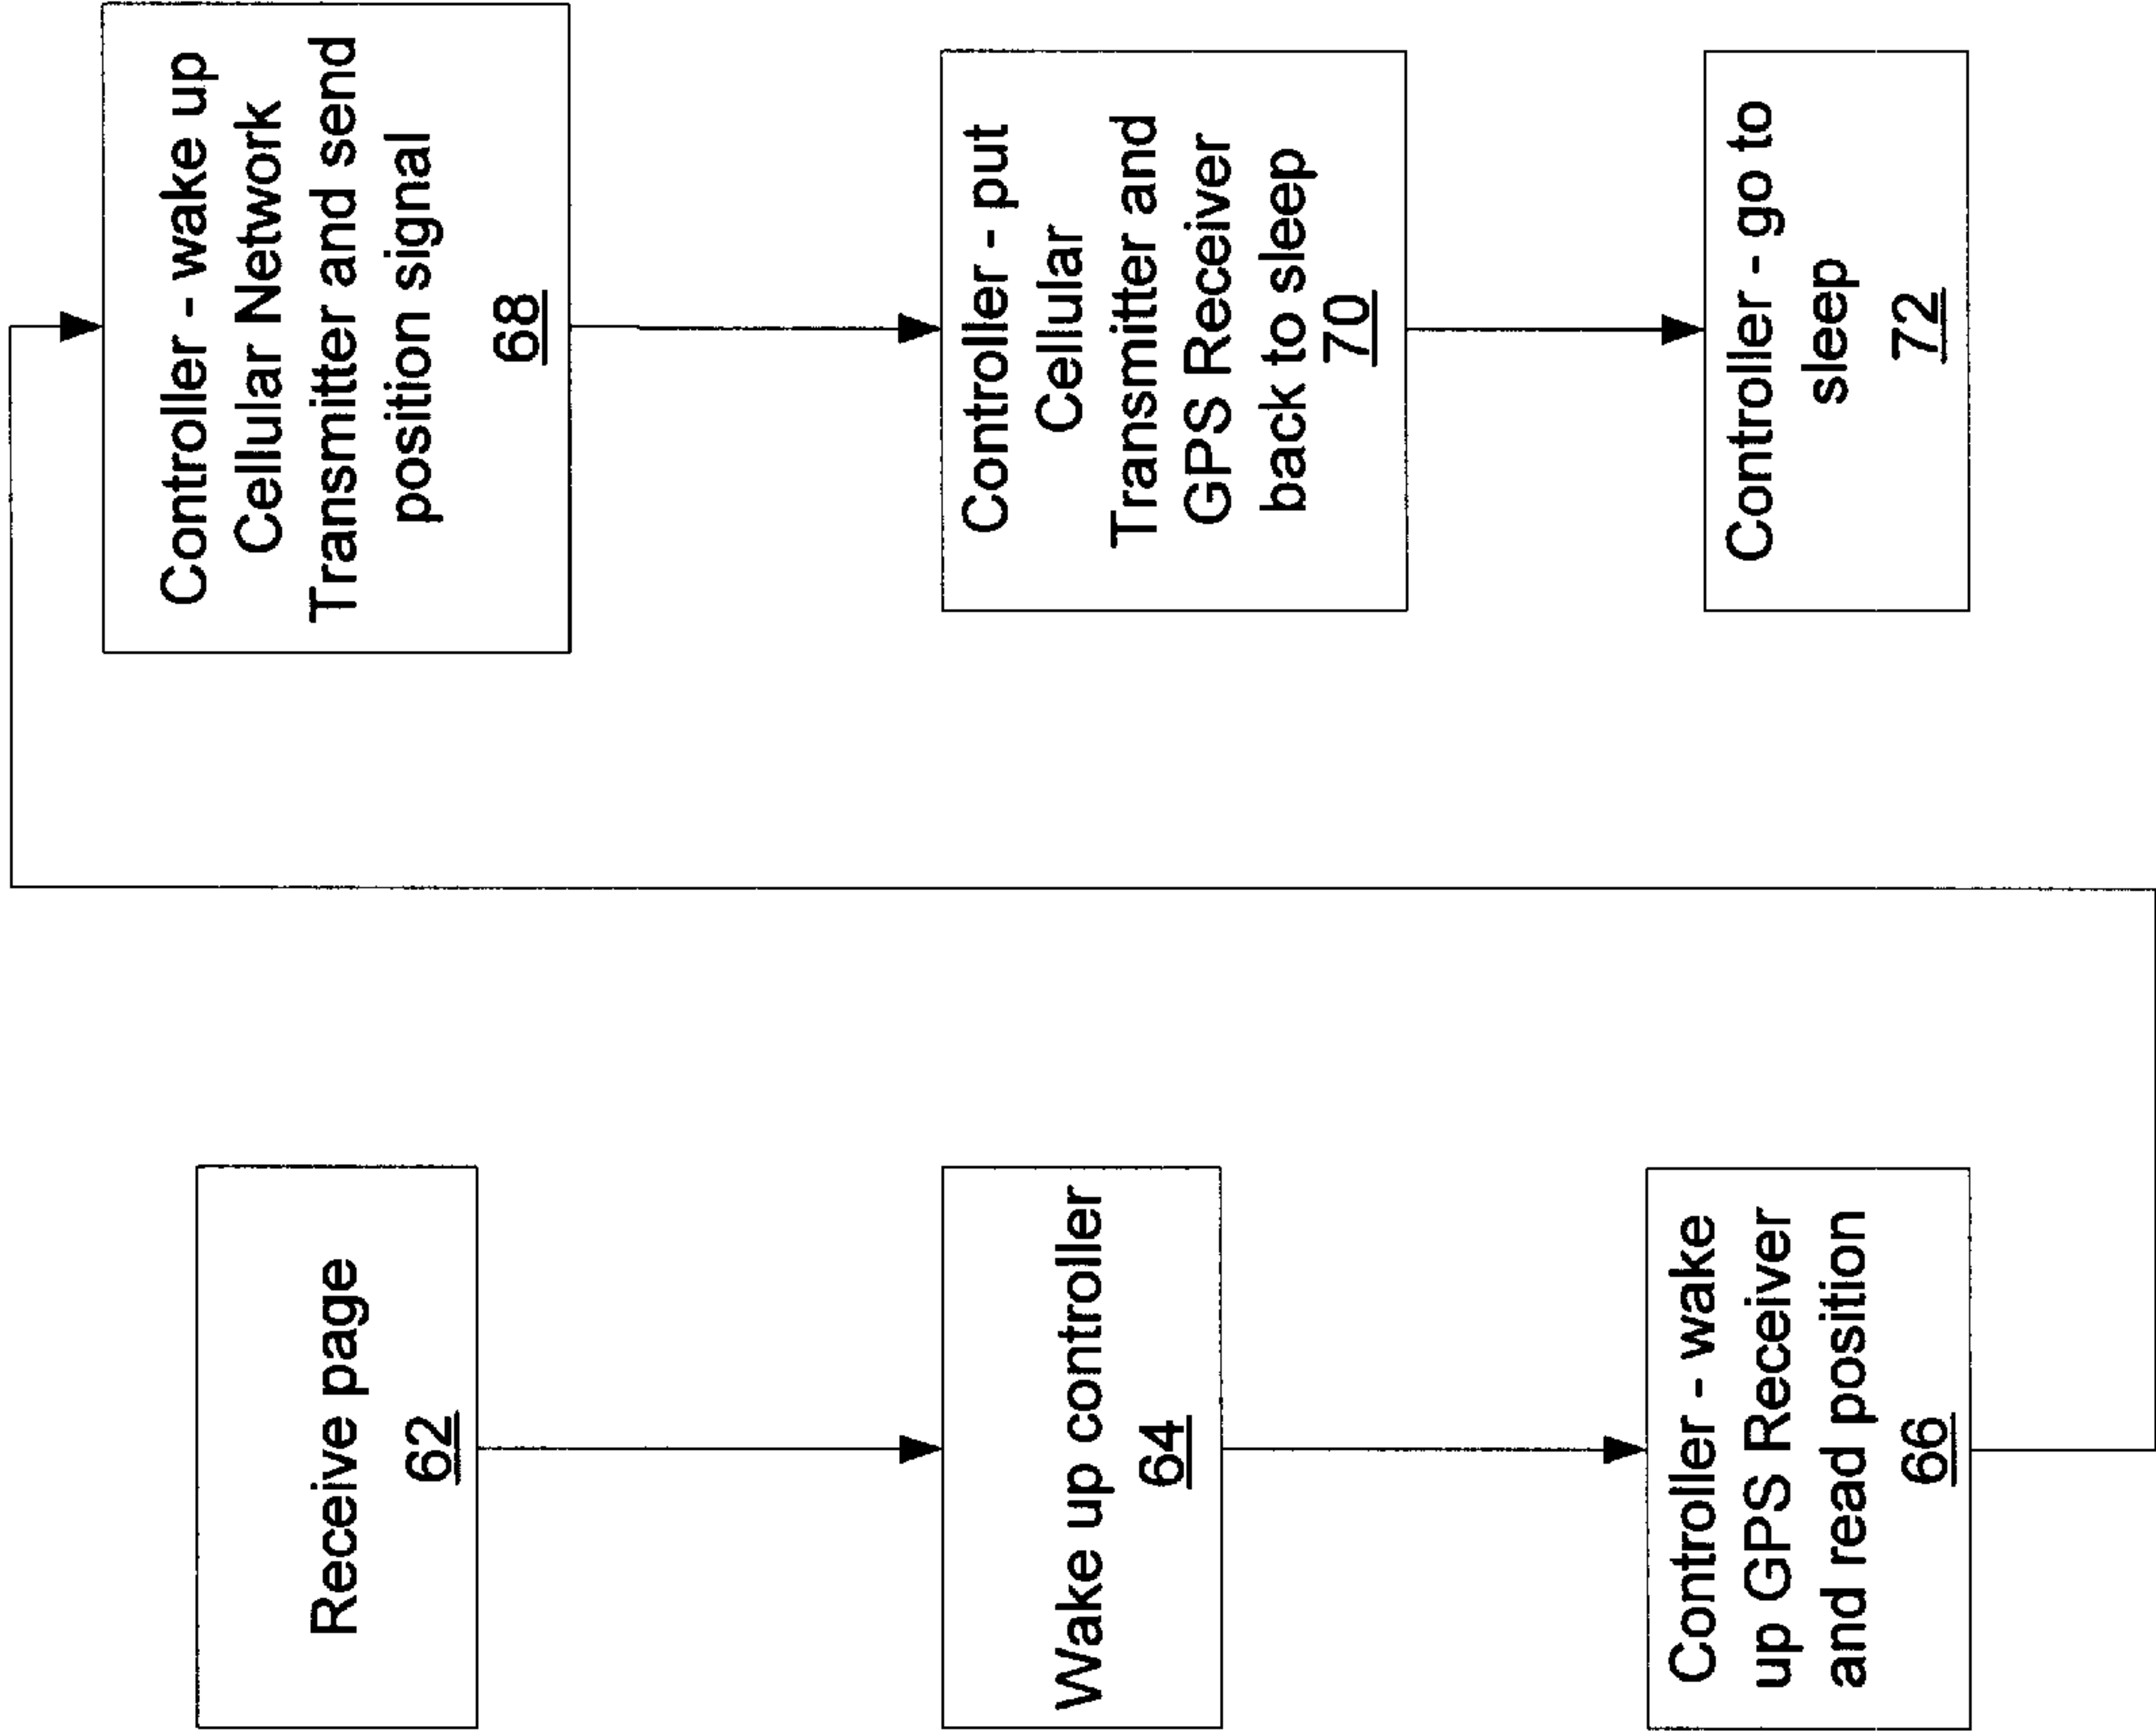 Receive page
62
Wake up controller
64
Controller - wake
up GPS Receiver
and read position
66
Controller - wake up
Cellular Network
Transmitter and send
position signal
68
Controller - put
Cellular
Transmitter and
GPS Receiver
back to sleep
70
Controller - go to
sleep
72